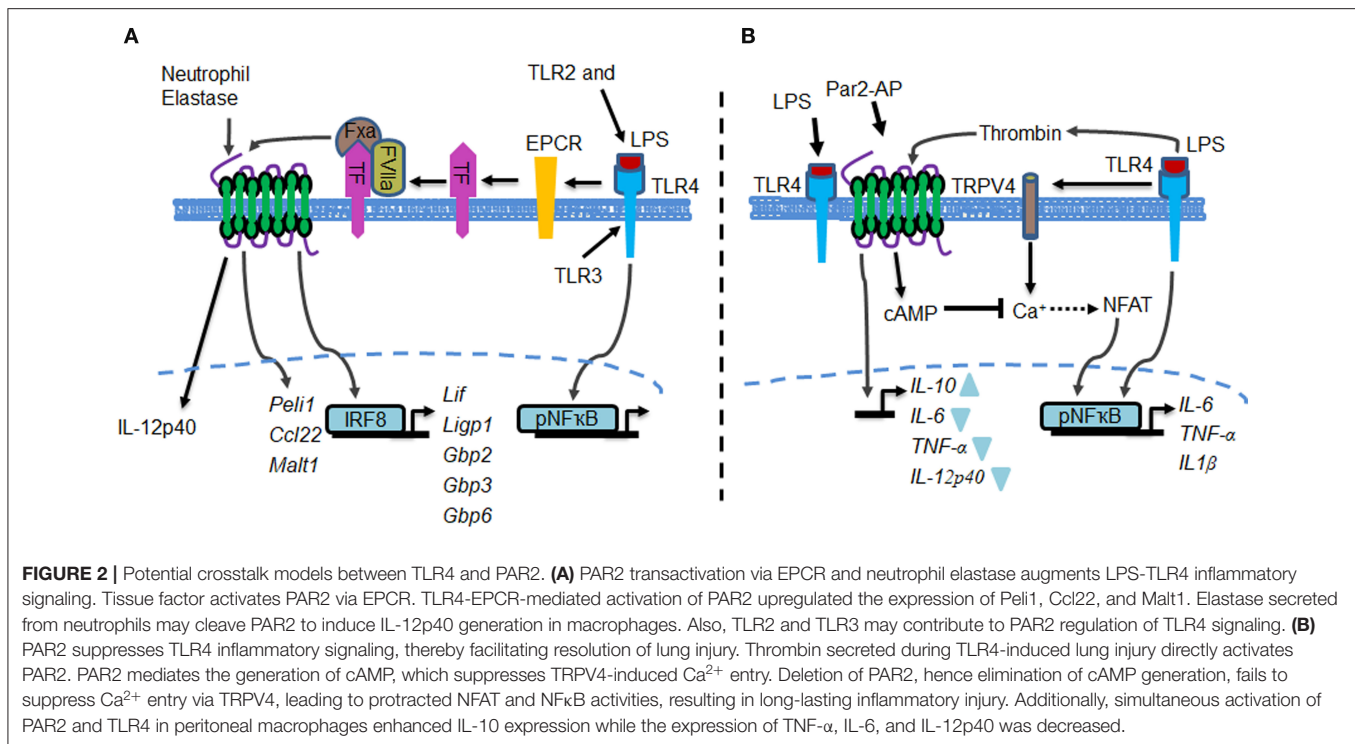 A
Neutrophil
Elastase
Fxa
TF
FVIIa
TF
EPCR
TLR2 and
LPS
TLR4
TLR3
IL-12p40
Peli1
Ccl22
Malt1
IRF8
Lif
Ligp1
Gbp2
Gbp3
Gbp6
pNFκB
B
LPS
Par2-AP
TLR4
Thrombin
TRPV4
TLR4
LPS
cAMP
Ca⁺
NFAT
IL-10
IL-6
TNF-α
IL-12p40
pNFκB
IL-6
TNF-α
IL1β
FIGURE 2 | Potential crosstalk models between TLR4 and PAR2. (A) PAR2 transactivation via EPCR and neutrophil elastase augments LPS-TLR4 inflammatory
signaling. Tissue factor activates PAR2 via EPCR. TLR4-EPCR-mediated activation of PAR2 upregulated the expression of Peli1, Ccl22, and Malt1. Elastase secreted
from neutrophils may cleave PAR2 to induce IL-12p40 generation in macrophages. Also, TLR2 and TLR3 may contribute to PAR2 regulation of TLR4 signaling. (B)
PAR2 suppresses TLR4 inflammatory signaling, thereby facilitating resolution of lung injury. Thrombin secreted during TLR4-induced lung injury directly activates
PAR2. PAR2 mediates the generation of cAMP, which suppresses TRPV4-induced Ca²⁺ entry. Deletion of PAR2, hence elimination of cAMP generation, fails to
suppress Ca²⁺ entry via TRPV4, leading to protracted NFAT and NFκB activities, resulting in long-lasting inflammatory injury. Additionally, simultaneous activation of
PAR2 and TLR4 in peritoneal macrophages enhanced IL-10 expression while the expression of TNF-α, IL-6, and IL-12p40 was decreased.